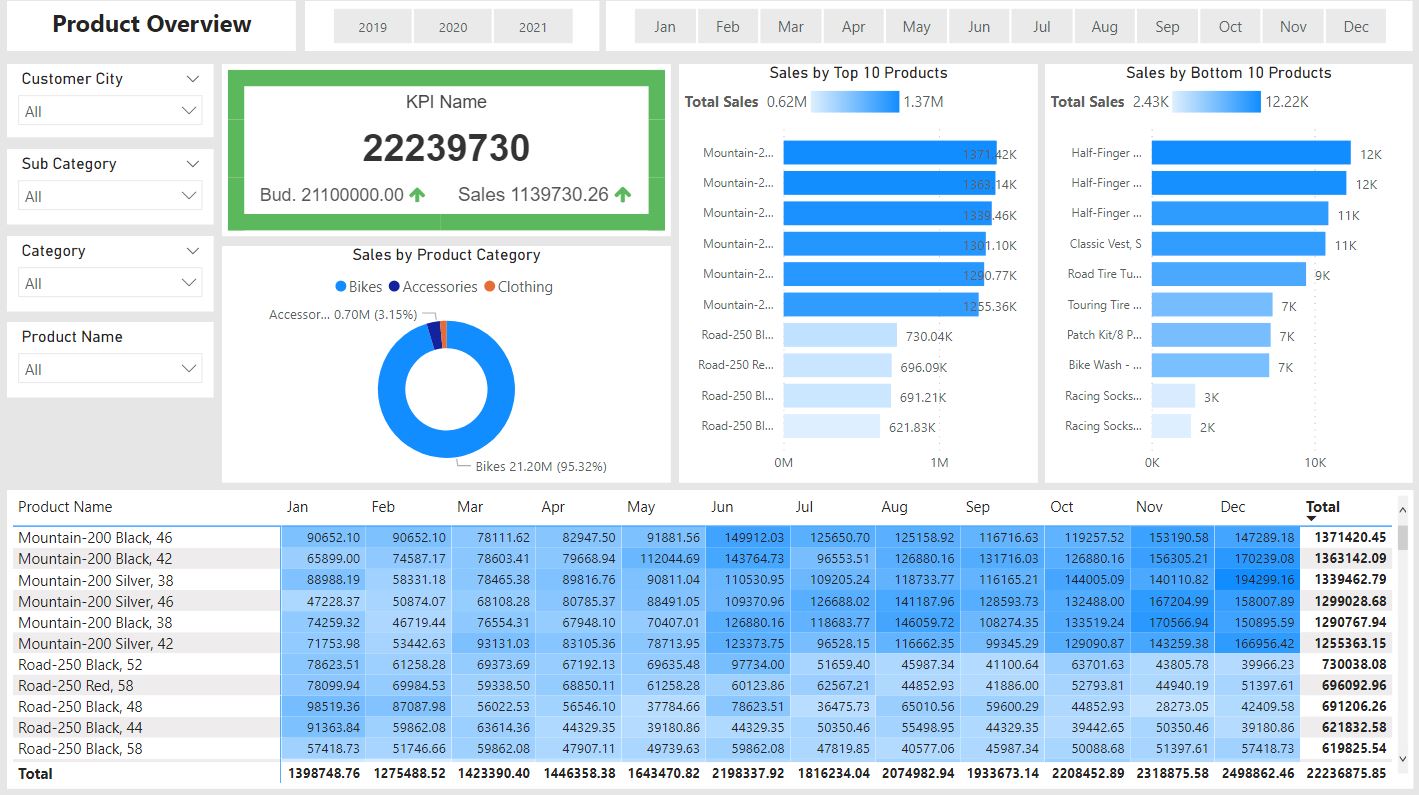 Product Overview
2019 2020 2021
Jan Feb Mar Apr May Jun Jul Aug Sep Oct Nov Dec
Customer City
All
Sub Category
All
Category
All
Product Name
All
KPI Name
22239730
Bud. 21100000.00 Sales 1139730.26
Sales by Product Category
Bikes Accessories Clothing
Accessor... 0.70M (3.15%)
Bikes 21.20M (95.32%)
Sales by Top 10 Products
Total Sales 0.62M 1.37M
Mountain-2... 1371.42K
Mountain-2... 1363.14K
Mountain-2... 1339.46K
Mountain-2... 1301.10K
Mountain-2... 1290.77K
Mountain-2... 1255.36K
Road-250 Bl... 730.04K
Road-250 Re... 696.09K
Road-250 Bl... 691.21K
Road-250 Bl... 621.83K
0M 1M
Sales by Bottom 10 Products
Total Sales 2.43K 12.22K
Half-Finger ... 12K
Half-Finger ... 12K
Half-Finger ... 11K
Classic Vest, S 11K
Road Tire Tu... 9K
Touring Tire ... 7K
Patch Kit/8 P... 7K
Bike Wash - ... 7K
Racing Socks... 3K
Racing Socks... 2K
0K 10K
Product Name Jan Feb Mar Apr May Jun Jul Aug Sep Oct Nov Dec Total
Mountain-200 Black, 46 90652.10 90652.10 78111.62 82947.50 91881.56 149912.03 125650.70 125158.92 116716.63 119257.52 153190.58 147289.18 1371420.45
Mountain-200 Black, 42 65899.00 74587.17 78603.41 79668.94 112044.69 143764.73 96553.51 126880.16 131716.03 126880.16 156305.21 170239.08 1363142.09
Mountain-200 Silver, 38 88988.19 58331.18 78465.38 89816.76 90811.04 110530.95 109205.24 118733.77 116165.21 144005.09 140110.82 194299.16 1339462.79
Mountain-200 Silver, 46 47228.37 50874.07 68108.28 80785.37 88491.05 109370.96 126688.02 141187.96 128593.73 132488.00 167204.99 158007.89 1299028.68
Mountain-200 Black, 38 74259.32 46719.44 76554.31 67948.10 70407.01 126880.16 118683.77 146059.72 108274.35 133519.24 170566.94 150895.59 1290767.94
Mountain-200 Silver, 42 71753.98 53442.63 93131.03 83105.36 78713.95 123373.75 96528.15 116662.35 99345.29 129090.87 143259.38 166956.42 1255363.15
Road-250 Black, 52 78623.51 61258.28 69373.69 67192.13 69635.48 97734.00 51659.40 45987.34 41100.64 63701.63 43805.78 39966.23 730038.08
Road-250 Red, 58 78099.94 69984.53 59338.50 68850.11 61258.28 60123.86 62567.21 44852.93 41886.00 52793.81 44940.19 51397.61 696092.96
Road-250 Black, 48 98519.36 87087.98 56022.53 56546.10 37784.66 78623.51 36475.73 65010.56 59600.29 44852.93 28273.05 42409.58 691206.26
Road-250 Black, 44 91363.84 59862.08 63614.36 44329.35 39180.86 44329.35 50350.46 55498.95 44329.35 39442.65 50350.46 39180.86 621832.58
Road-250 Black, 58 57418.73 51746.66 59862.08 47907.11 49739.63 59862.08 47819.85 40577.06 45987.34 50088.68 51397.61 57418.73 619825.54
Total 1398748.76 1275488.52 1423390.40 1446358.38 1643470.82 2198337.92 1816234.04 2074982.94 1933673.14 2208452.89 2318875.58 2498862.46 22236875.85